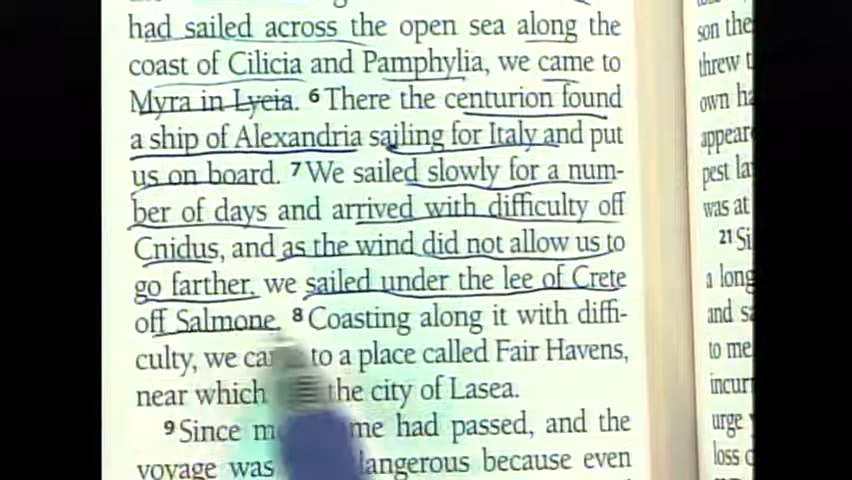 had sailed across the open sea along the
coast of Cilicia and Pamphylia, we came to
Myra in Lycia. 6 There the centurion found
a ship of Alexandria sailing for Italy and put
us on board. 7 We sailed slowly for a num-
ber of days and arrived with difficulty off
Cnidus, and as the wind did not allow us to
go farther, we sailed under the lee of Crete
off Salmone. 8 Coasting along it with diffi-
culty, we to a place called Fair Havens,
near which the city of Lasea.
9 Since had passed, and the
voyage was dangerous because even
son the
threw
own
appear
pest
was at
21
a long
and
to me
incur
urge
loss